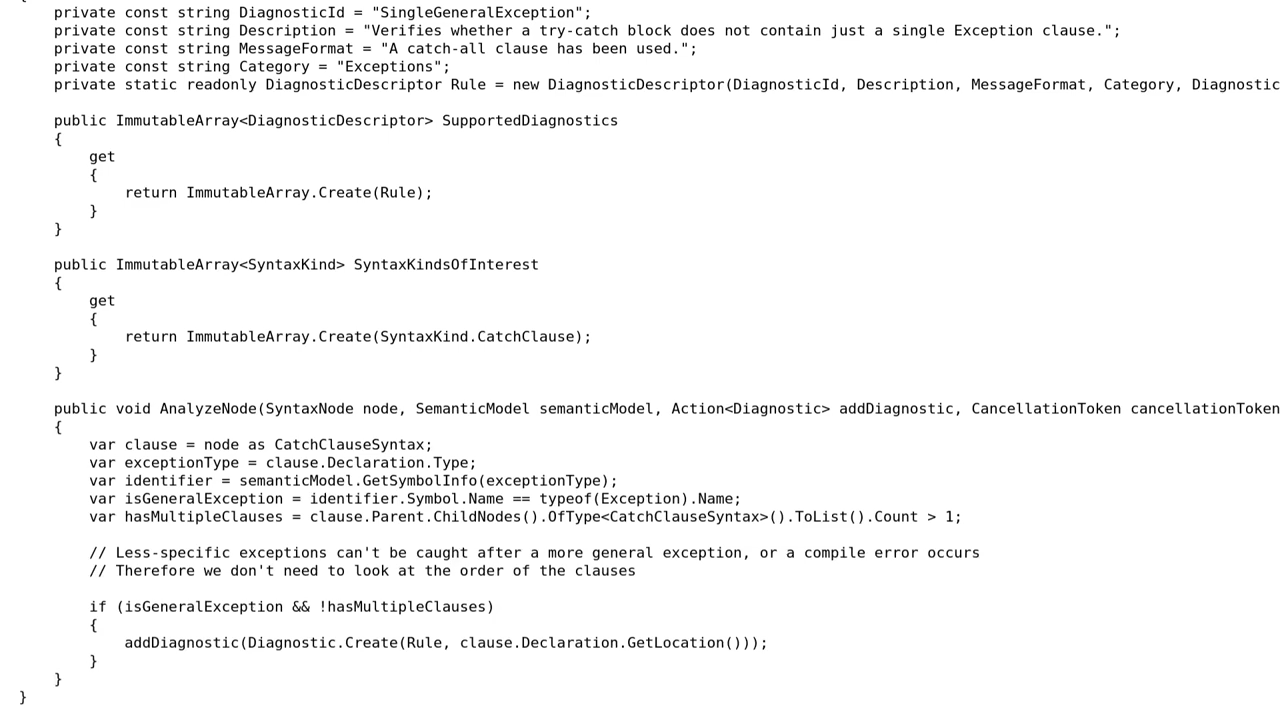 {
    private const string DiagnosticId = "SingleGeneralException";
    private const string Description = "Verifies whether a try-catch block does not contain just a single Exception clause.";
    private const string MessageFormat = "A catch-all clause has been used.";
    private const string Category = "Exceptions";
    private static readonly DiagnosticDescriptor Rule = new DiagnosticDescriptor(DiagnosticId, Description, MessageFormat, Category, Diagnostic
    public ImmutableArray<DiagnosticDescriptor> SupportedDiagnostics
    {
        get
        {
            return ImmutableArray.Create(Rule);
        }
    }
    public ImmutableArray<SyntaxKind> SyntaxKindsOfInterest
    {
        get
        {
            return ImmutableArray.Create(SyntaxKind.CatchClause);
        }
    }
    public void AnalyzeNode(SyntaxNode node, SemanticModel semanticModel, Action<Diagnostic> addDiagnostic, CancellationToken cancellationToken
    {
        var clause = node as CatchClauseSyntax;
        var exceptionType = clause.Declaration.Type;
        var identifier = semanticModel.GetSymbolInfo(exceptionType);
        var isGeneralException = identifier.Symbol.Name == typeof(Exception).Name;
        var hasMultipleClauses = clause.Parent.ChildNodes().OfType<CatchClauseSyntax>().ToList().Count > 1;
        // Less-specific exceptions can't be caught after a more general exception, or a compile error occurs
        // Therefore we don't need to look at the order of the clauses
        if (isGeneralException && !hasMultipleClauses)
        {
            addDiagnostic(Diagnostic.Create(Rule, clause.Declaration.GetLocation()));
        }
    }
}